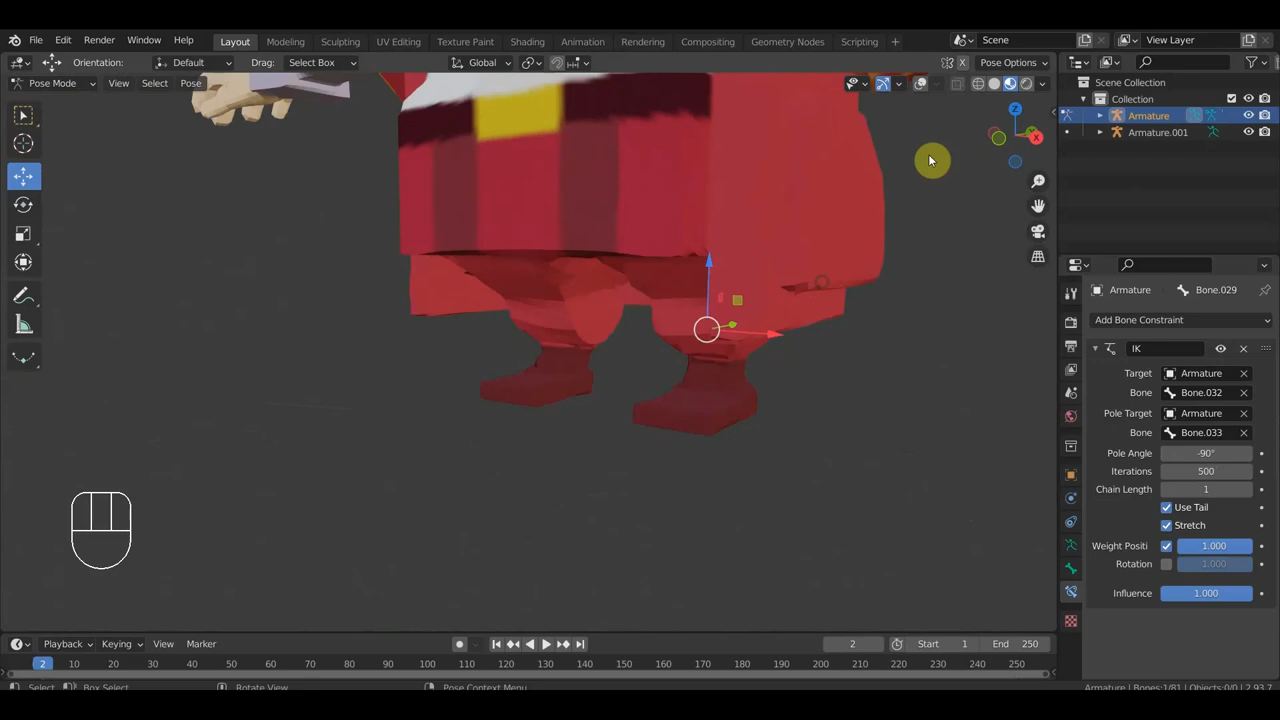 File Edit Render Window Help Layout Modeling Sculpting UV Editing Texture Paint Shading Animation Rendering Compositing Geometry Nodes Scripting + Scene View Layer
Orientation: Default Drag: Select Box Global X Pose Options
Pose Mode View Select Pose
Scene Collection
Collection
Armature
Armature.001
Z
X
Armature Bone.029
Add Bone Constraint
IK
Target Armature
Bone Bone.032
Pole Target Armature
Bone Bone.033
Pole Angle -90°
Iterations 500
Chain Length 1
Use Tail
Stretch
Weight Positi 1.000
Rotation 1.000
Influence 1.000
Playback Keying View Marker 2 Start 1 End 250
2 10 20 30 40 50 60 70 80 90 100 110 120 130 140 150 160 170 180 190 200 210 220 230 240 250
Select Box Select Rotate View Pose Context Menu Armature | Bones:1/81 | Objects:0/0 | 2.93.7